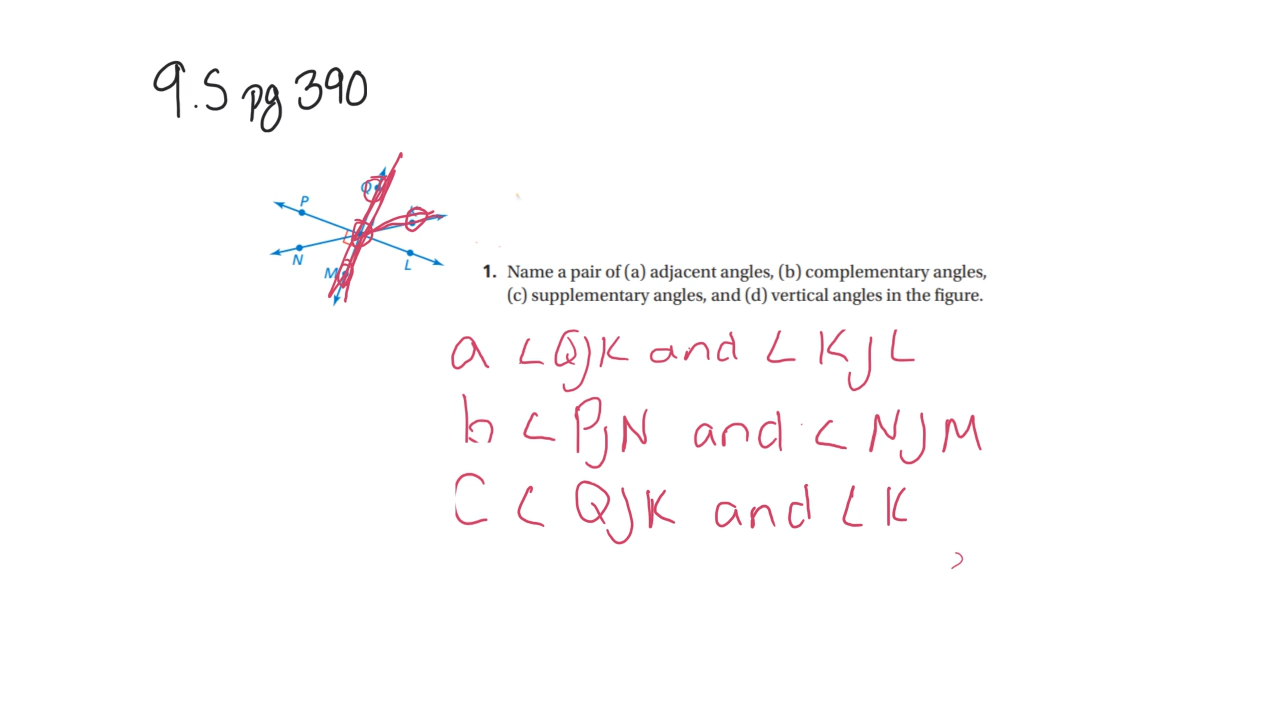 9.5 pg 390
Q
P
N
M
L
1. Name a pair of (a) adjacent angles, (b) complementary angles,
(c) supplementary angles, and (d) vertical angles in the figure.
a ∠QJK and ∠KJL
b ∠PJN and ∠NJM
C ∠QJK and ∠K